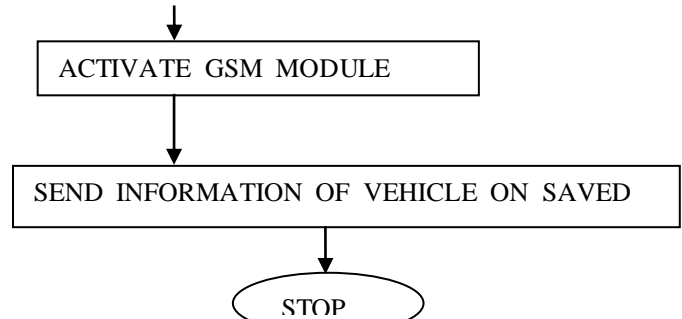 ACTIVATE GSM MODULE
SEND INFORMATION OF VEHICLE ON SAVED
STOP